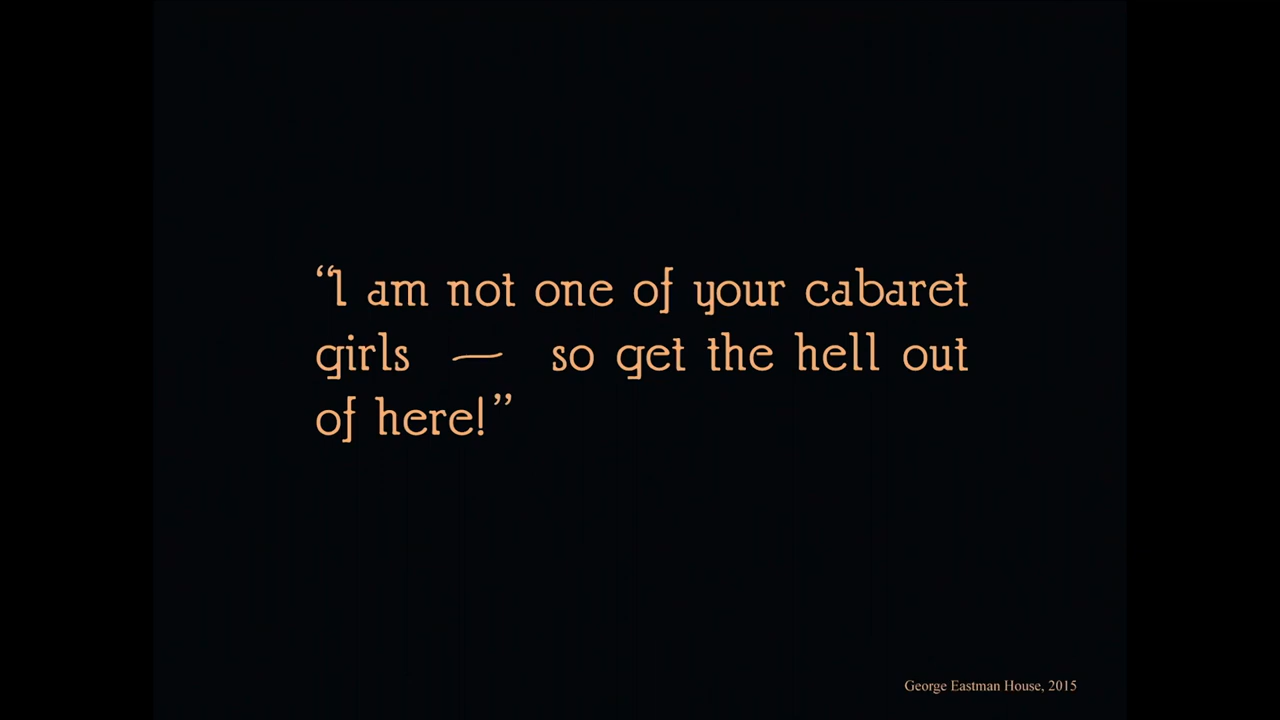 “I am not one of your cabaret
girls — so get the hell out
of here!”
George Eastman House, 2015